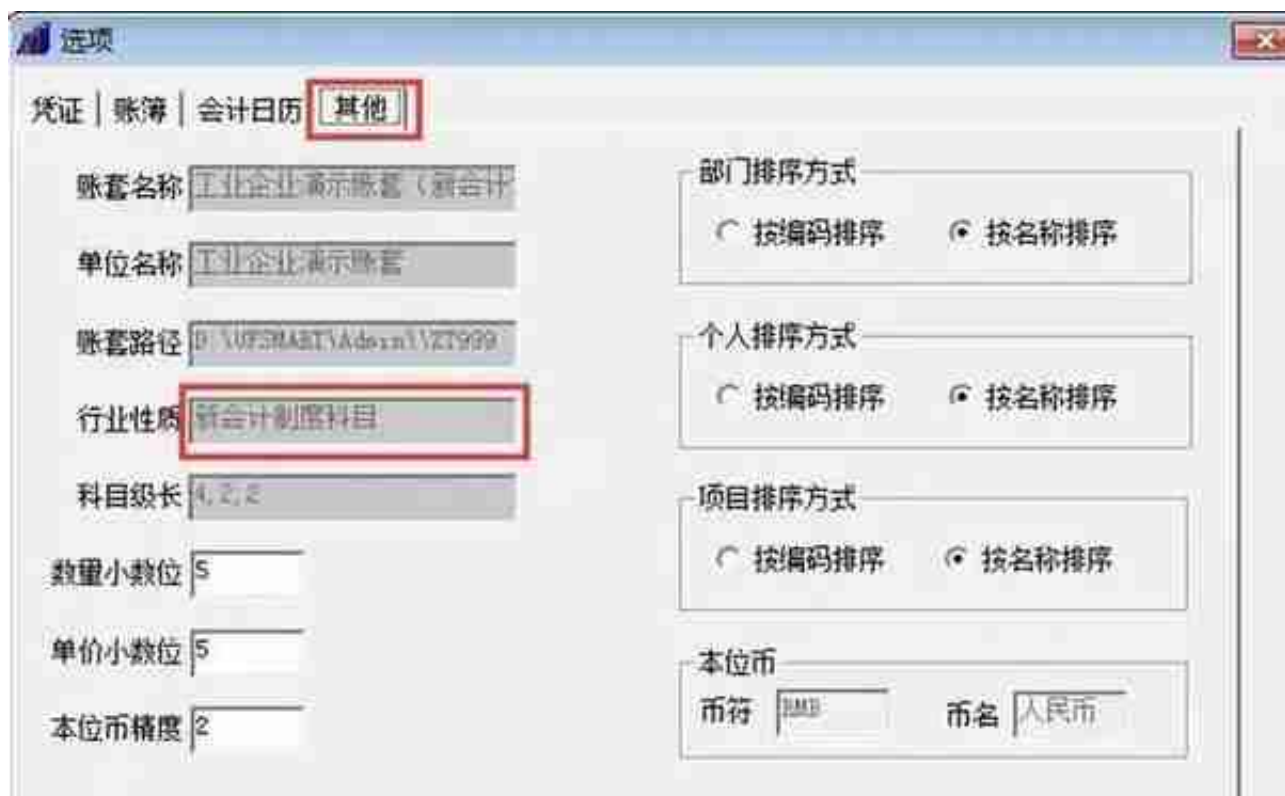 选项
凭证 账簿 会计日历 其他
账套名称 工业企业演示账套（新会计
单位名称 工业企业演示账套
账套路径 D:\UFSMART\Admin\\ZT999
行业性质 新会计制度科目
科目级长 4,2,2
数量小数位 5
单价小数位 5
本位币精度 2
部门排序方式
按编码排序 按名称排序
个人排序方式
按编码排序 按名称排序
项目排序方式
按编码排序 按名称排序
本位币
币符 RMB 币名 人民币